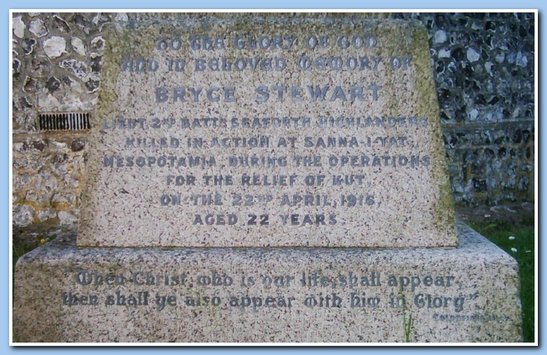 TO THE GLORY OF GOD
AND IN BELOVED MEMORY OF
BRYCE STEWART
LIEUT 2ND BATTN SEAFORTH HIGHLANDERS
KILLED IN ACTION AT SANNA-I-YAT,
MESOPOTAMIA, DURING THE OPERATIONS
FOR THE RELIEF OF KUT,
ON THE 22ND APRIL, 1916,
AGED 22 YEARS.
When Christ, who is our life, shall appear,
then shall ye also appear with him in Glory"